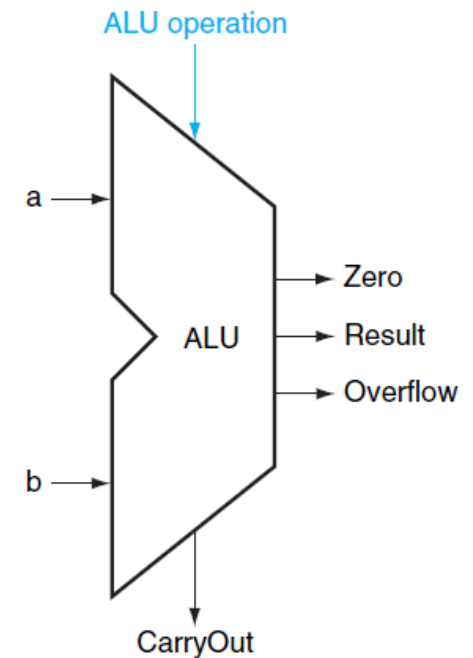 ALU operation
a
Zero
ALU
Result
Overflow
b
CarryOut